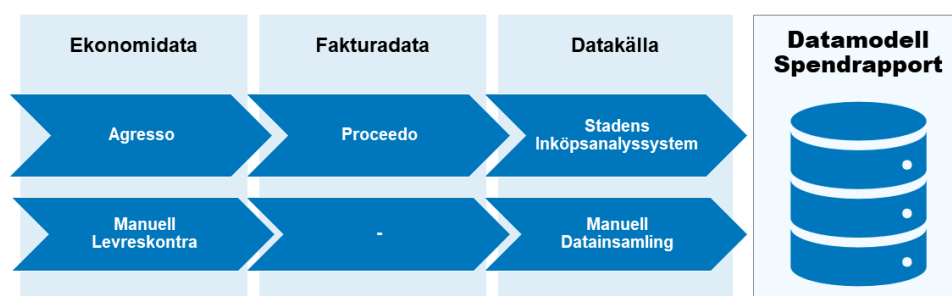 Ekonomidata
Fakturadata
Datakälla
Datamodell
Spendrapport
Agresso
Proceedo
Stadens
Inköpsanalyssystem
Manuell
Levreskontra
-
Manuell
Datainsamling